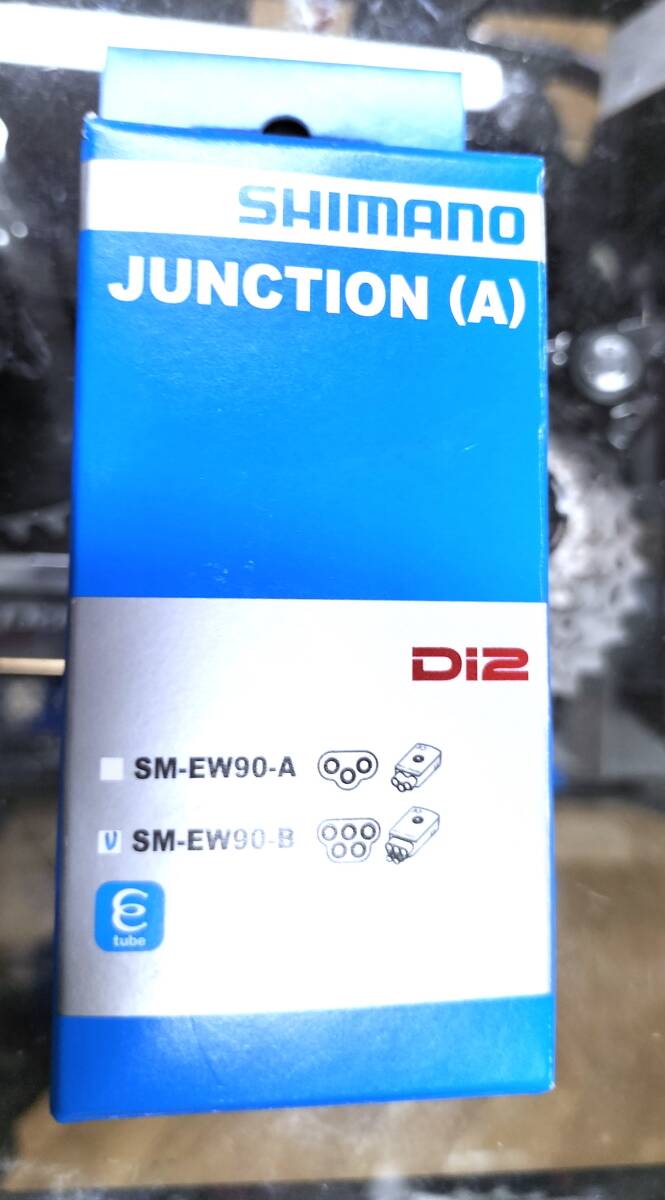 SHIMANO
JUNCTION (A)
Di2
SM-EW90-A
SM-EW90-B
E
tube